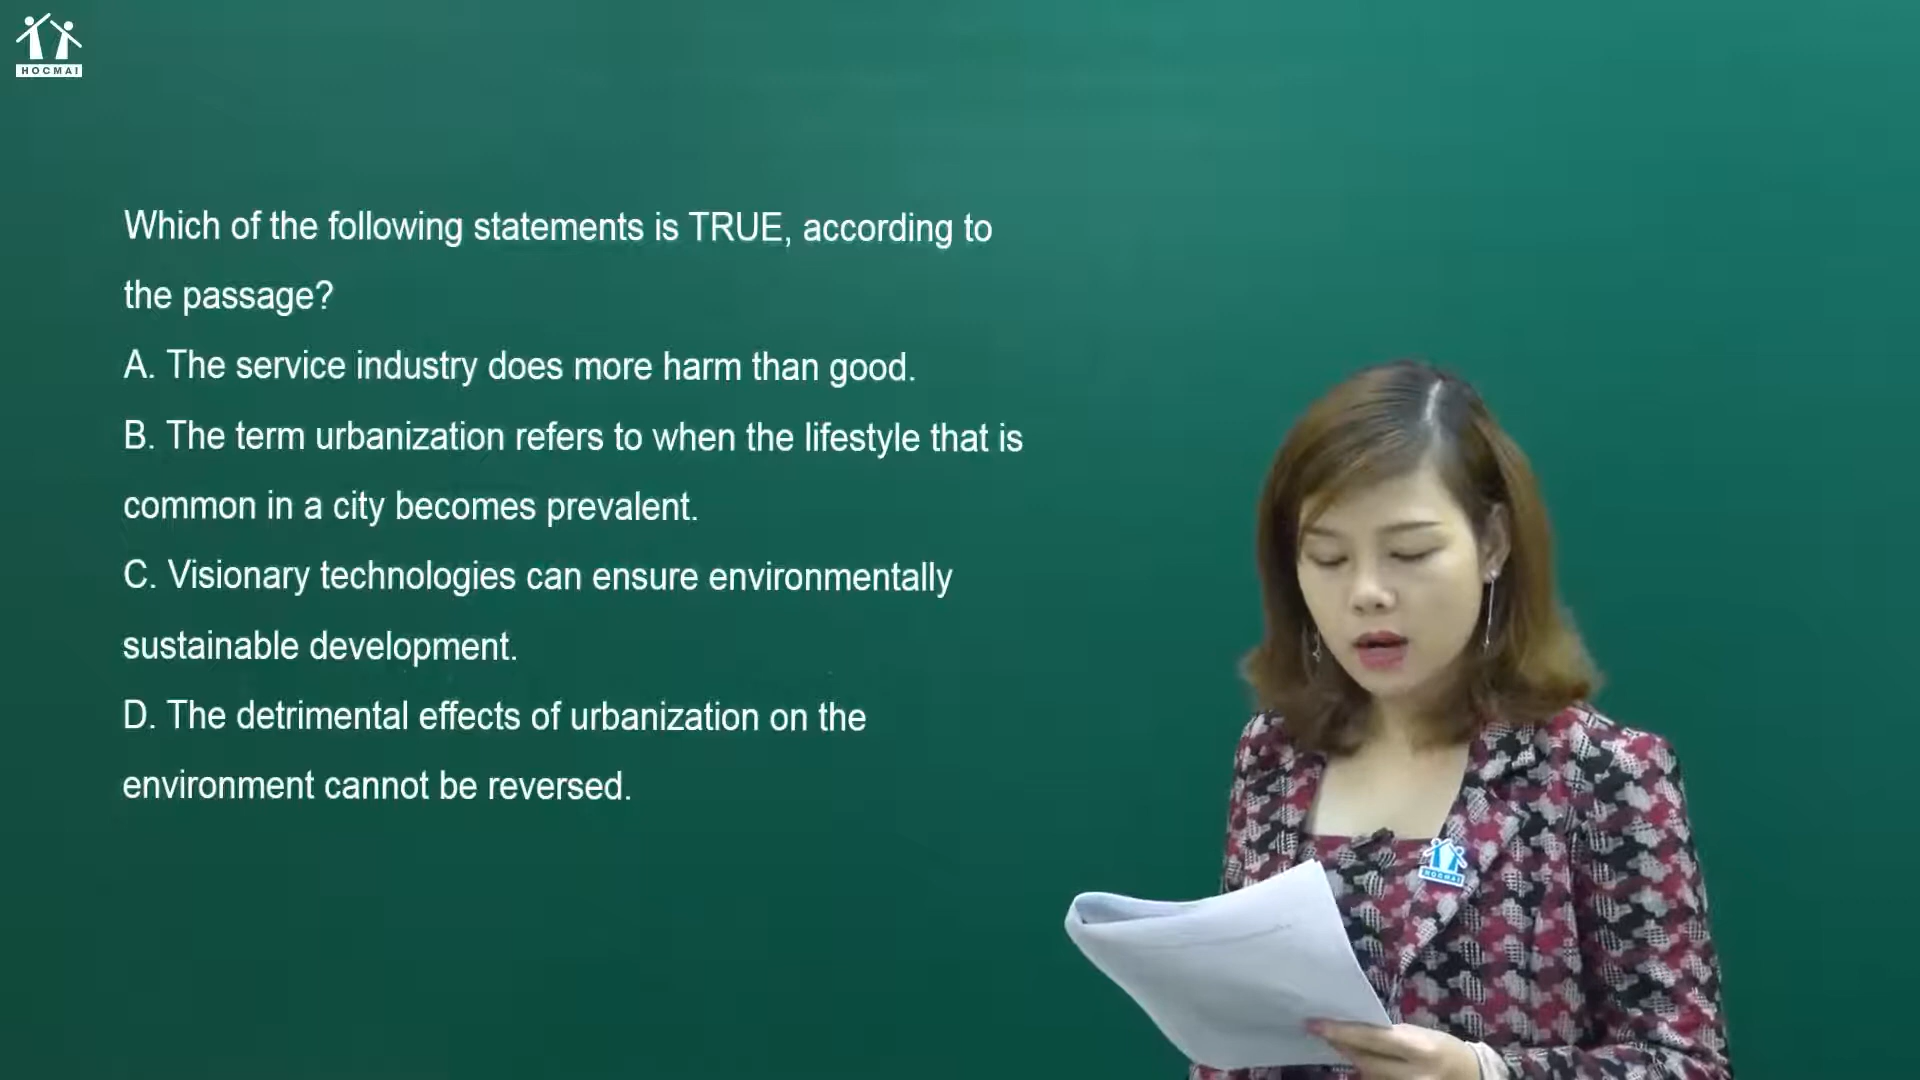 HOCMAI
Which of the following statements is TRUE, according to
the passage?
A. The service industry does more harm than good.
B. The term urbanization refers to when the lifestyle that is
common in a city becomes prevalent.
C. Visionary technologies can ensure environmentally
sustainable development.
D. The detrimental effects of urbanization on the
environment cannot be reversed.
HOCMAI